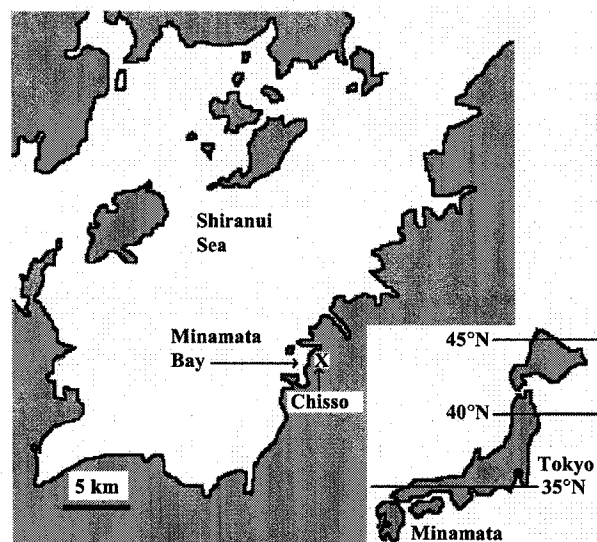 Shiranui
Sea
Minamata
Bay
X
Chisso
5 km
45°N
40°N
Tokyo
35°N
Minamata